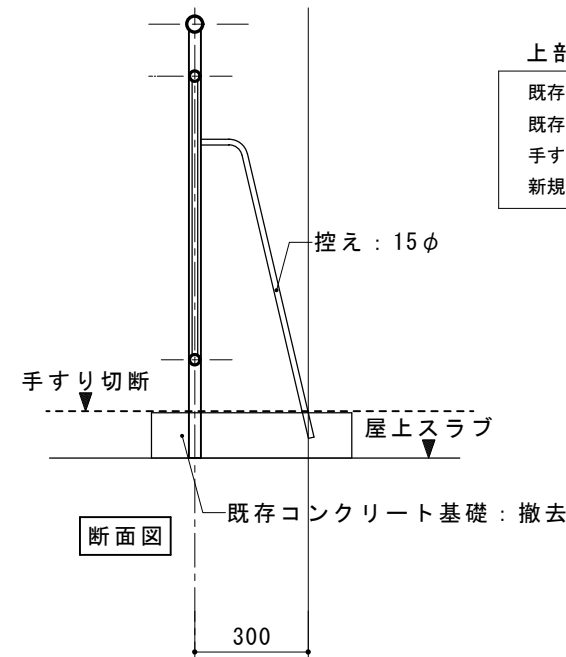 上部
既存
既存
手す
新規
控え：15φ
手すり切断
屋上スラブ
既存コンクリート基礎：撤去
断面図
300